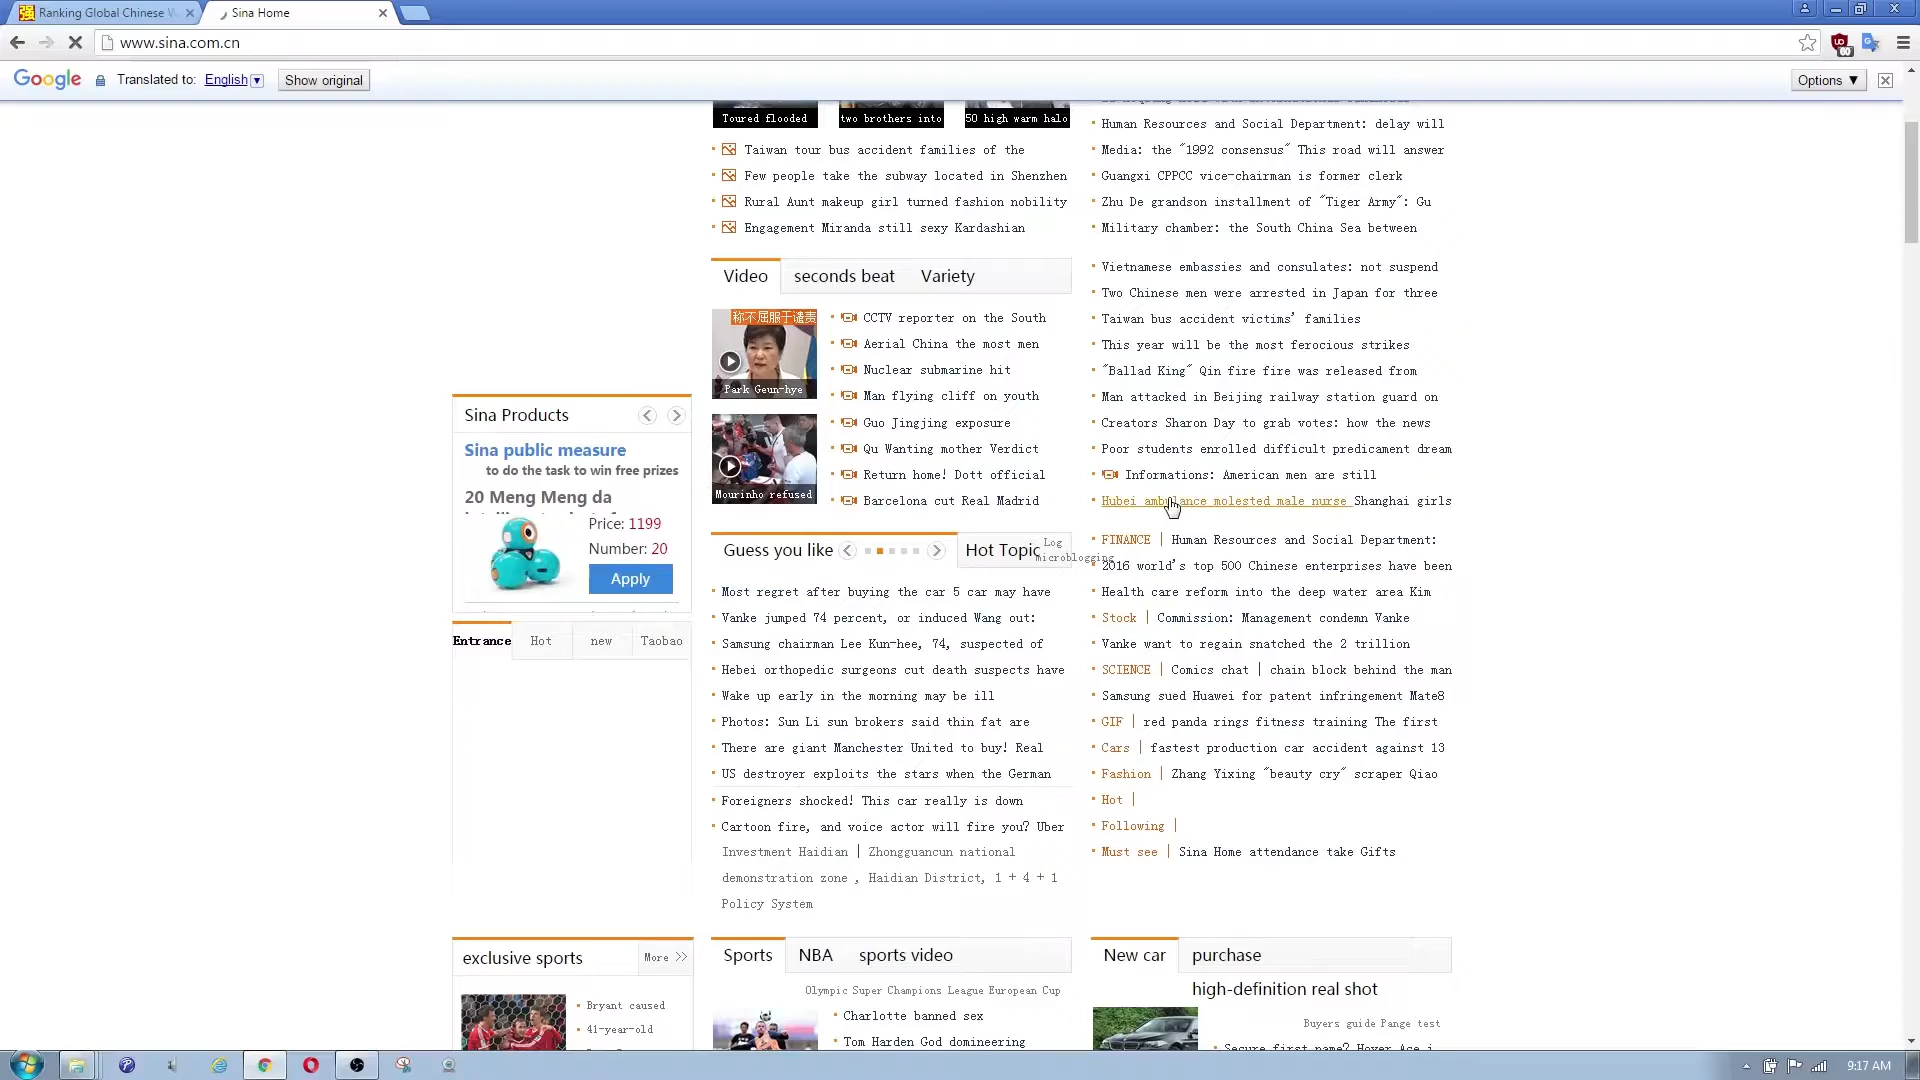 Ranking Global Chinese W
Sina Home
www.sina.com.cn
60
Google
Translated to: English
Show original
Options ▼
Toured flooded
two brothers into
50 high warm halo
Taiwan tour bus accident families of the
Few people take the subway located in Shenzhen
Rural Aunt makeup girl turned fashion nobility
Engagement Miranda still sexy Kardashian
Human Resources and Social Department: delay will
Media: the "1992 consensus" This road will answer
Guangxi CPPCC vice-chairman is former clerk
Zhu De grandson installment of "Tiger Army": Gu
Military chamber: the South China Sea between
Vietnamese embassies and consulates: not suspend
Two Chinese men were arrested in Japan for three
Taiwan bus accident victims' families
This year will be the most ferocious strikes
"Ballad King" Qin fire fire was released from
Man attacked in Beijing railway station guard on
Creators Sharon Day to grab votes: how the news
Poor students enrolled difficult predicament dream
Informations: American men are still
Hubei ambulance molested male nurse Shanghai girls
Video seconds beat Variety
称不屈服于谴责
Park Geun-hye
Mourinho refused
CCTV reporter on the South
Aerial China the most men
Nuclear submarine hit
Man flying cliff on youth
Guo Jingjing exposure
Qu Wanting mother Verdict
Return home! Dott official
Barcelona cut Real Madrid
Sina Products
Sina public measure
to do the task to win free prizes
20 Meng Meng da
Price: 1199
Number: 20
Apply
Entrance Hot new Taobao
Guess you like
Hot Topic
Log
microblogging
Most regret after buying the car 5 car may have
Vanke jumped 74 percent, or induced Wang out:
Samsung chairman Lee Kun-hee, 74, suspected of
Hebei orthopedic surgeons cut death suspects have
Wake up early in the morning may be ill
Photos: Sun Li sun brokers said thin fat are
There are giant Manchester United to buy! Real
US destroyer exploits the stars when the German
Foreigners shocked! This car really is down
Cartoon fire, and voice actor will fire you? Uber
Investment Haidian | Zhongguancun national
demonstration zone , Haidian District, 1 + 4 + 1
Policy System
FINANCE | Human Resources and Social Department:
2016 world's top 500 Chinese enterprises have been
Health care reform into the deep water area Kim
Stock | Commission: Management condemn Vanke
Vanke want to regain snatched the 2 trillion
SCIENCE | Comics chat | chain block behind the man
Samsung sued Huawei for patent infringement Mate8
GIF | red panda rings fitness training The first
Cars | fastest production car accident against 13
Fashion | Zhang Yixing "beauty cry" scraper Qiao
Hot |
Following |
Must see | Sina Home attendance take Gifts
exclusive sports
More >>
Bryant caused
41-year-old
Sports NBA sports video
Olympic Super Champions League European Cup
Charlotte banned sex
Tom Harden God domineering
New car purchase
high-definition real shot
Buyers guide Pange test
Secure first name? Hover Ace i
9:17 AM